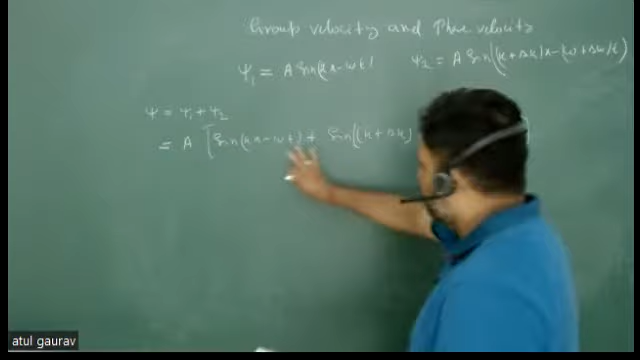 Group velocity and Phase velocity
Ψ₁ = A Sin(kx-ωt) Ψ₂ = A Sin((k+Δk)x-(ω+Δω)t)
Ψ = Ψ₁+Ψ₂
= A [Sin(kx-ωt) + Sin((k+Δk)
atul gaurav